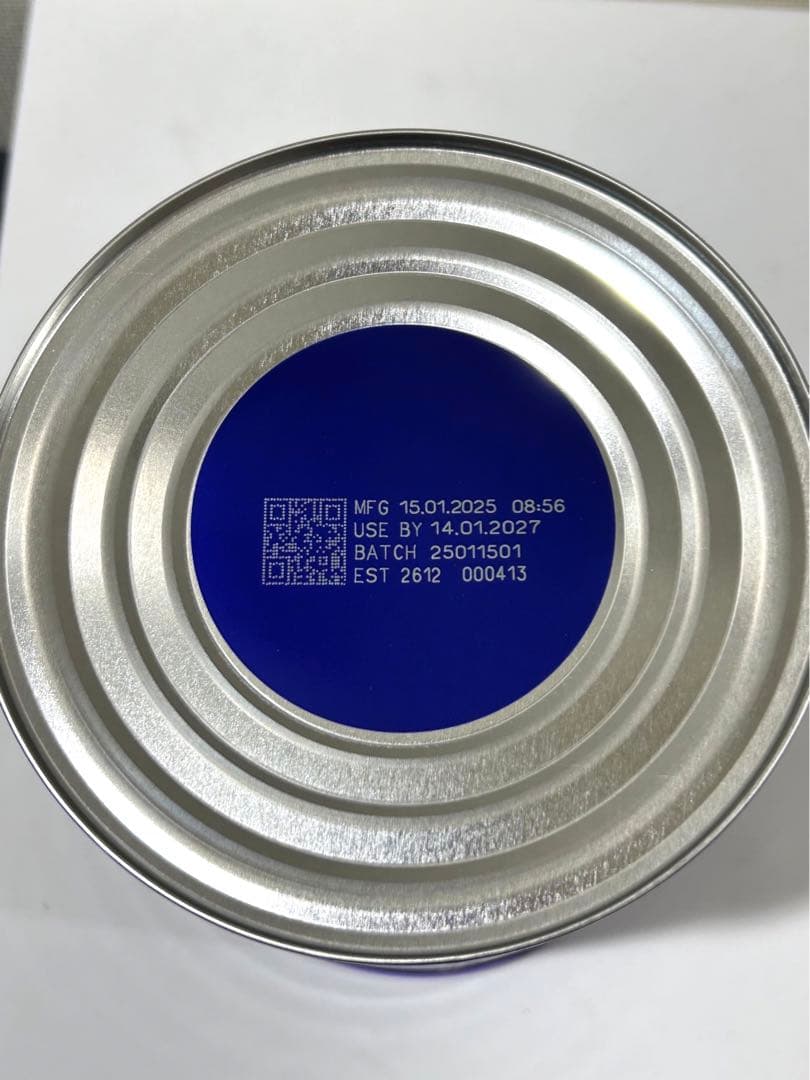 MFG 15.01.2025 08:56
USE BY 14.01.2027
BATCH 25011501
EST 2612 000413